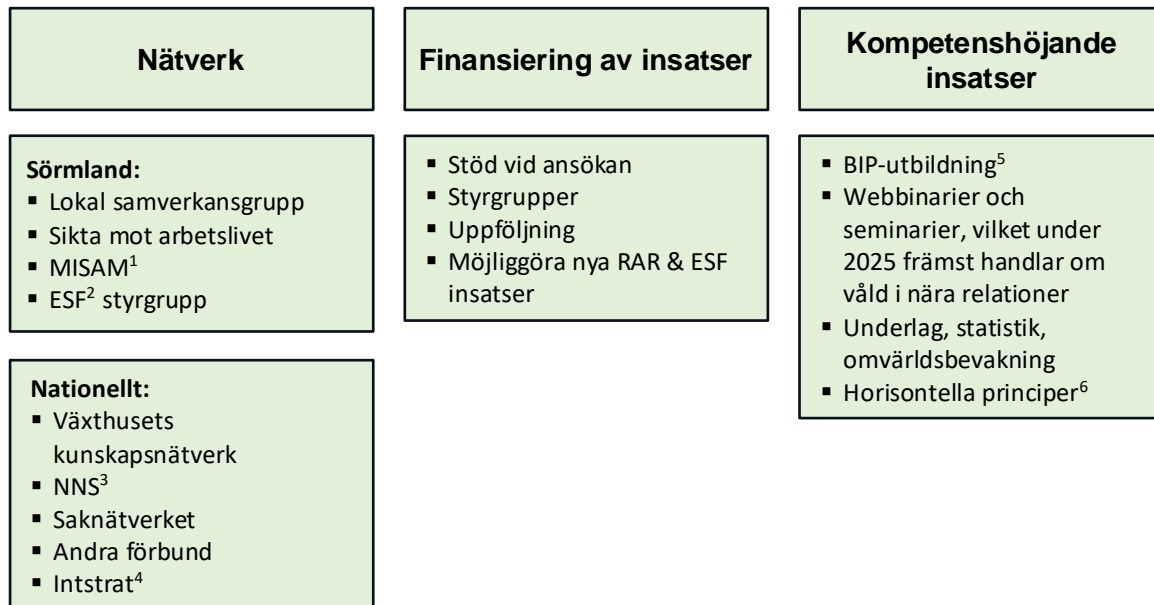 Nätverk
Sörmland:
▪ Lokal samverkansgrupp
▪ Sikta mot arbetslivet
▪ MISAM¹
▪ ESF² styrgrupp
Nationellt:
▪ Växthusets
kunskapsnätverk
▪ NNS³
▪ Saknätverket
▪ Andra förbund
▪ Intstrat⁴
Finansiering av insatser
▪ Stöd vid ansökan
▪ Styrgrupper
▪ Uppföljning
▪ Möjliggöra nya RAR & ESF
insatser
Kompetenshöjande
insatser
▪ BIP-utbildning⁵
▪ Webbinarier och
seminarier, vilket under
2025 främst handlar om
våld i nära relationer
▪ Underlag, statistik,
omvärldsbevakning
▪ Horisontella principer⁶